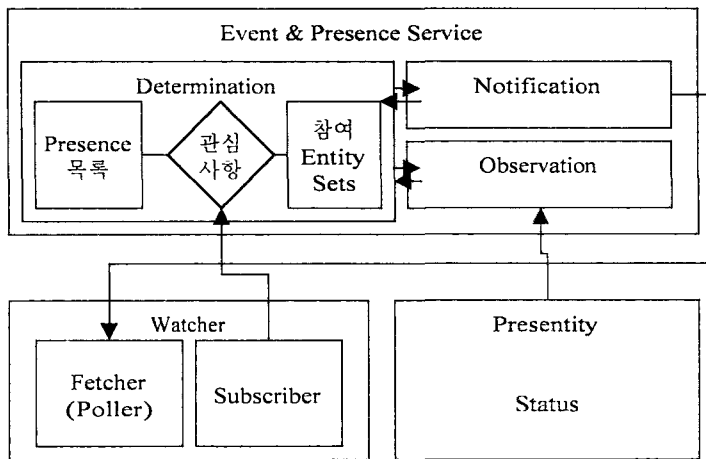 Event & Presence Service
Determination
Presence
목록
관심
사항
참여
Entity
Sets
Notification
Observation
Watcher
Fetcher
(Poller)
Subscriber
Presentity
Status